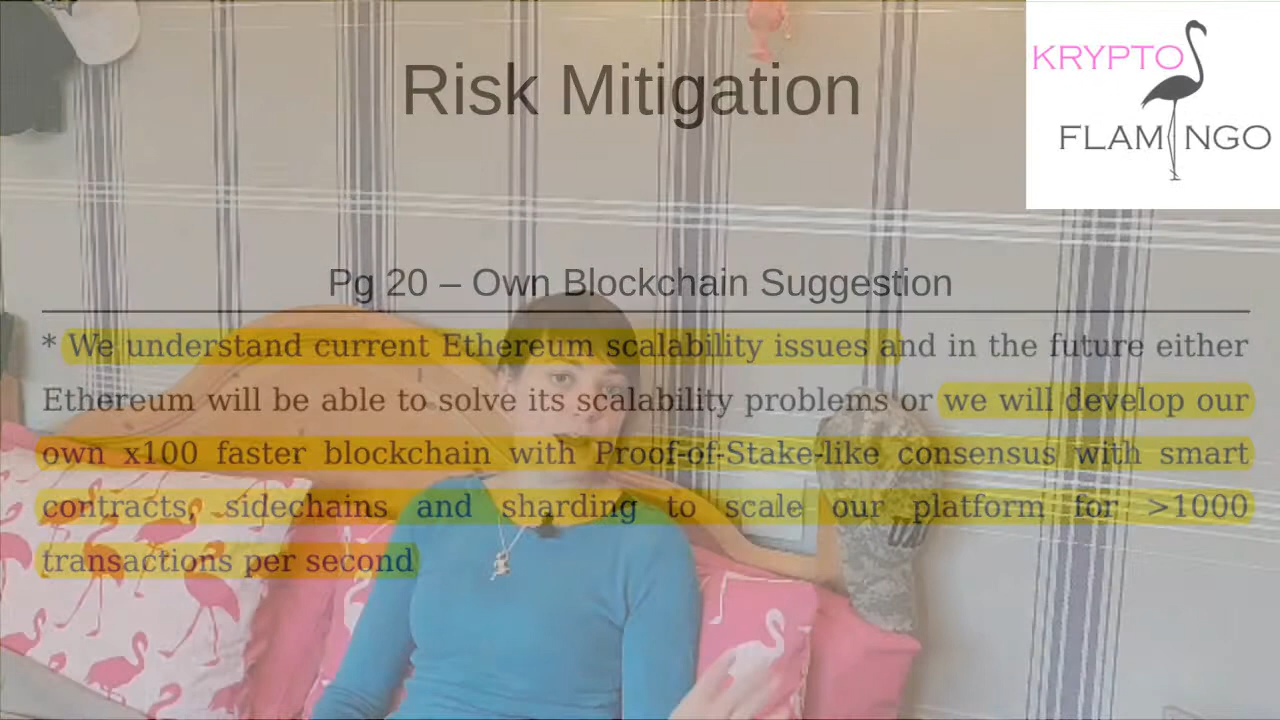 Risk Mitigation
KRYPTO
FLAMINGO
Pg 20 – Own Blockchain Suggestion
* We understand current Ethereum scalability issues and in the future either
Ethereum will be able to solve its scalability problems or we will develop our
own x100 faster blockchain with Proof-of-Stake-like consensus with smart
contracts, sidechains and sharding to scale our platform for >1000
transactions per second